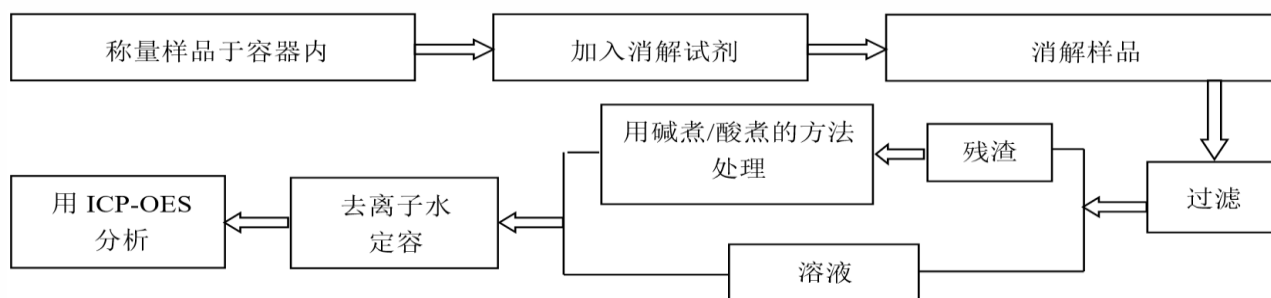 称量样品于容器内
加入消解试剂
消解样品
过滤
残渣
用碱煮/酸煮的方法
处理
溶液
去离子水
定容
用 ICP-OES
分析